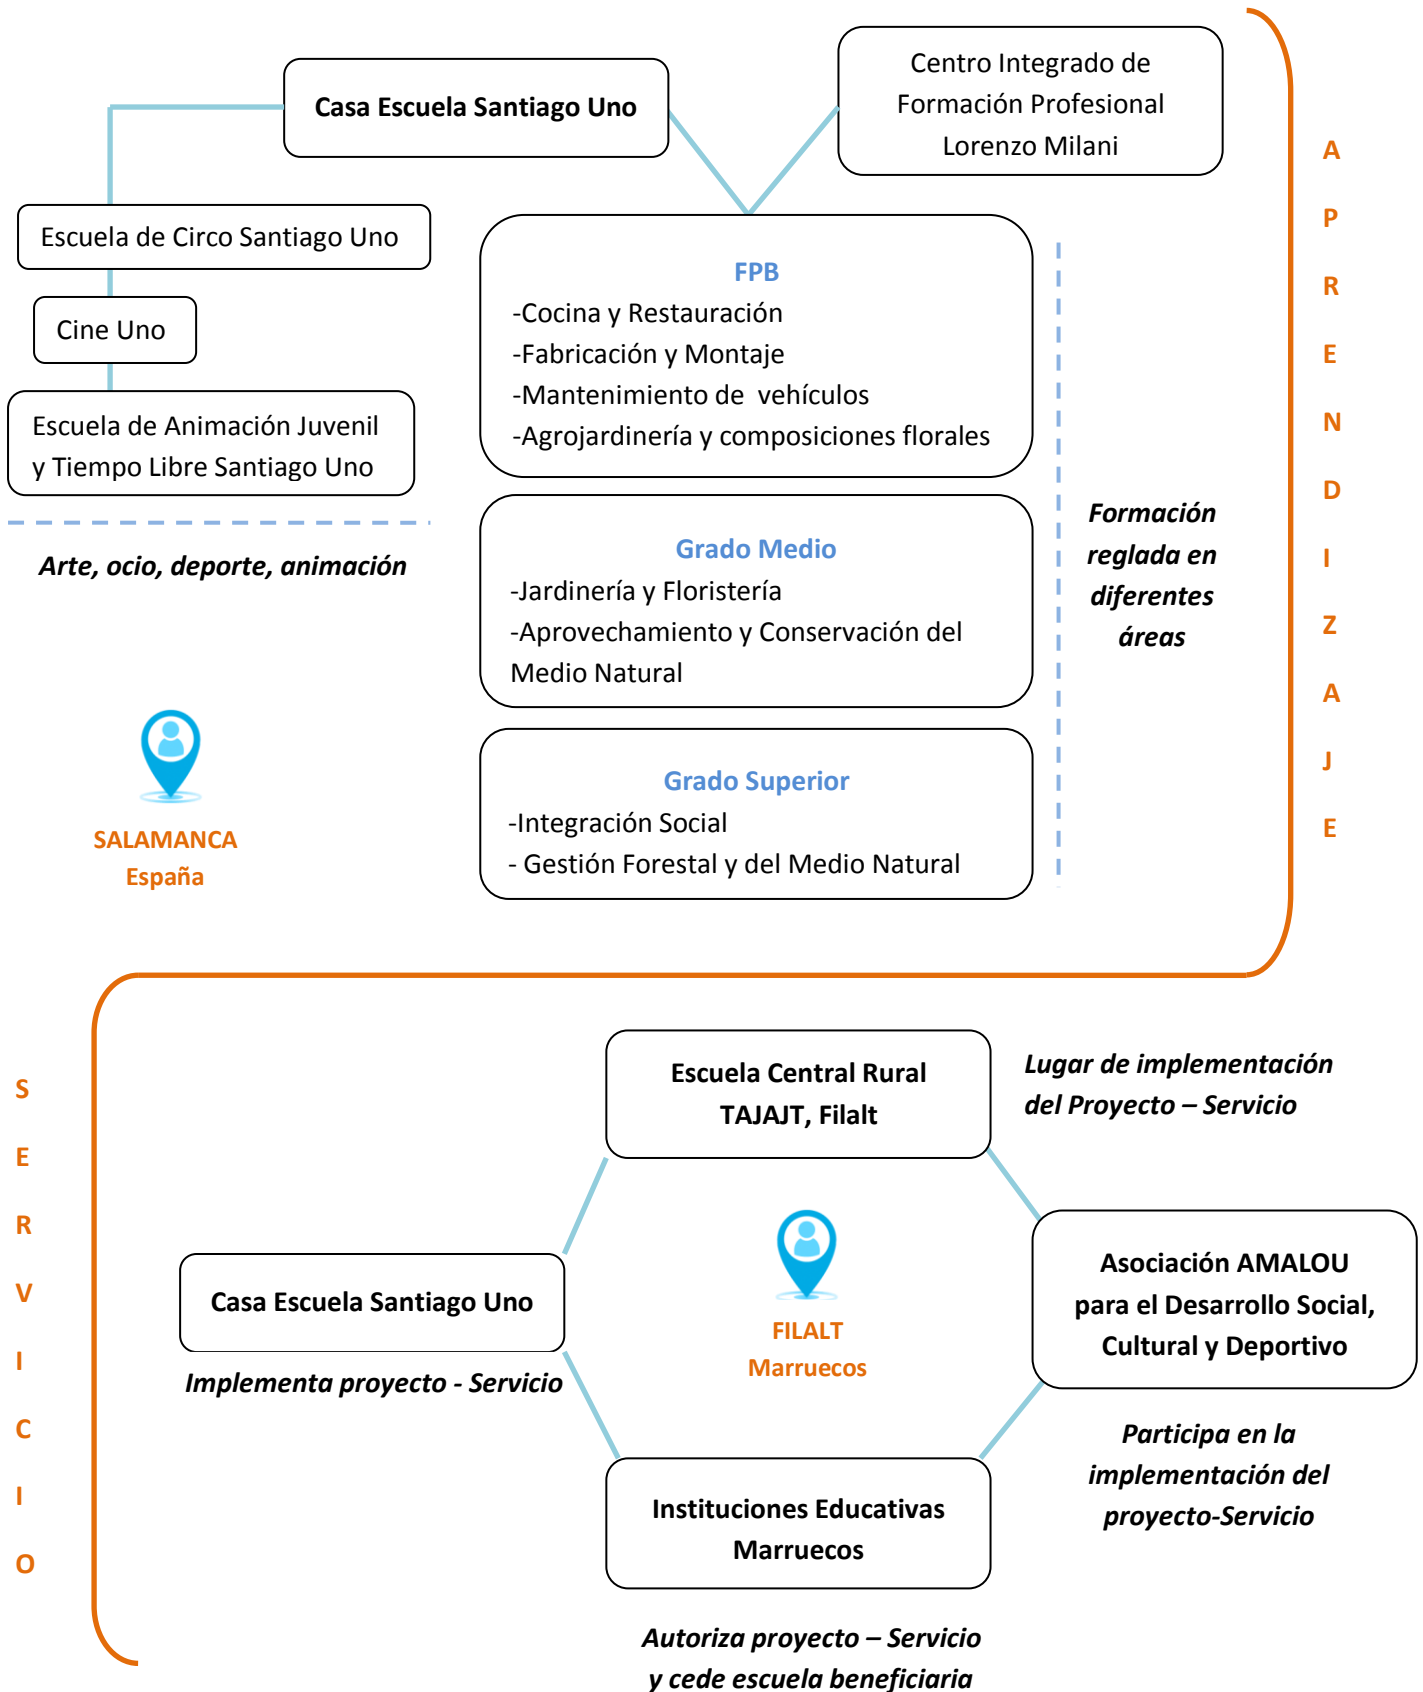 Casa Escuela Santiago Uno
Centro Integrado de
Formación Profesional
Lorenzo Milani
Escuela de Circo Santiago Uno
Cine Uno
Escuela de Animación Juvenil
y Tiempo Libre Santiago Uno
Arte, ocio, deporte, animación
FPB
-Cocina y Restauración
-Fabricación y Montaje
-Mantenimiento de vehículos
-Agrojardinería y composiciones florales
Grado Medio
-Jardinería y Floristería
-Aprovechamiento y Conservación del
Medio Natural
Grado Superior
-Integración Social
- Gestión Forestal y del Medio Natural
Formación
reglada en
diferentes
áreas
A
P
R
E
N
D
I
Z
A
J
E
SALAMANCA
España
S
E
R
V
I
C
I
O
Escuela Central Rural
TAJAJT, Filalt
Lugar de implementación
del Proyecto – Servicio
Casa Escuela Santiago Uno
Implementa proyecto - Servicio
FILALT
Marruecos
Asociación AMALOU
para el Desarrollo Social,
Cultural y Deportivo
Participa en la
implementación del
proyecto-Servicio
Instituciones Educativas
Marruecos
Autoriza proyecto – Servicio
y cede escuela beneficiaria